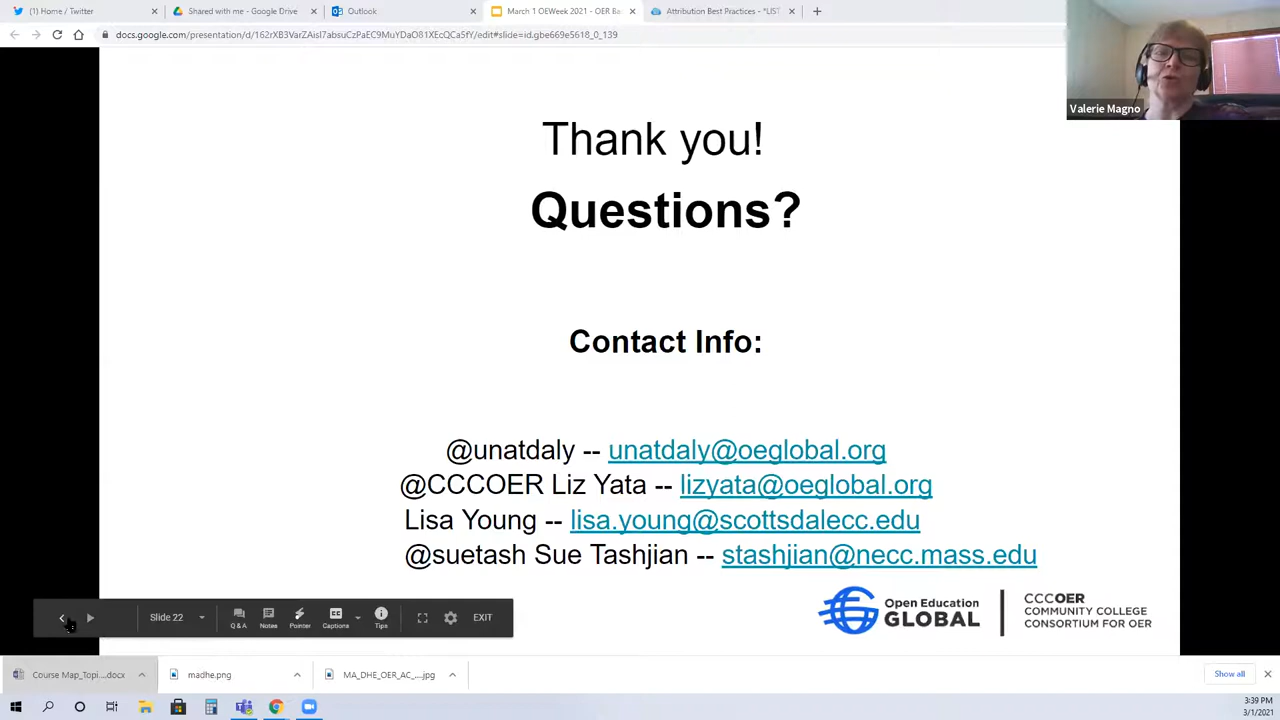 (1) Home / Twitter
Shared with me - Google Drive
Outlook
March 1 OEWeek 2021 - OER Ba
Attribution Best Practices - *LIST
docs.google.com/presentation/d/162rXB3VarZAisI7absuCzPaEC9MuYDaO81XEcQCa5fY/edit#slide=id.gbe669e5618_0_139
Valerie Magno
Thank you!
Questions?
Contact Info:
@unatdaly -- unatdaly@oeglobal.org
@CCCOER Liz Yata -- lizyata@oeglobal.org
Lisa Young -- lisa.young@scottsdalecc.edu
@suetash Sue Tashjian -- stashjian@necc.mass.edu
Open Education
GLOBAL
CCCOER
COMMUNITY COLLEGE
CONSORTIUM FOR OER
Slide 22
Q & A
Notes
Pointer
Captions
Tips
EXIT
Course Map_Topi....docx
madhe.png
MA_DHE_OER_AC_....jpg
Show all
3:39 PM
3/1/2021